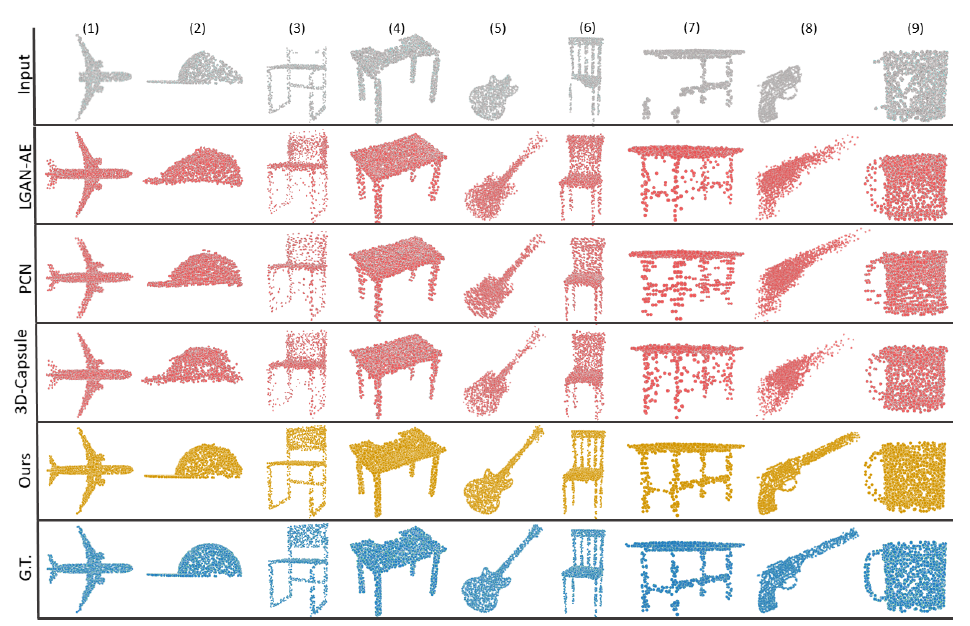 (1) (2) (3) (4) (5) (6) (7) (8) (9)
Input
LGAN-AE
PCN
3D-Capsule
Ours
G.T.